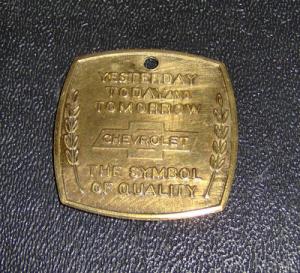 YESTERDAY
TODAY AND
TOMORROW
CHEVROLET
THE SYMBOL
OF QUALITY